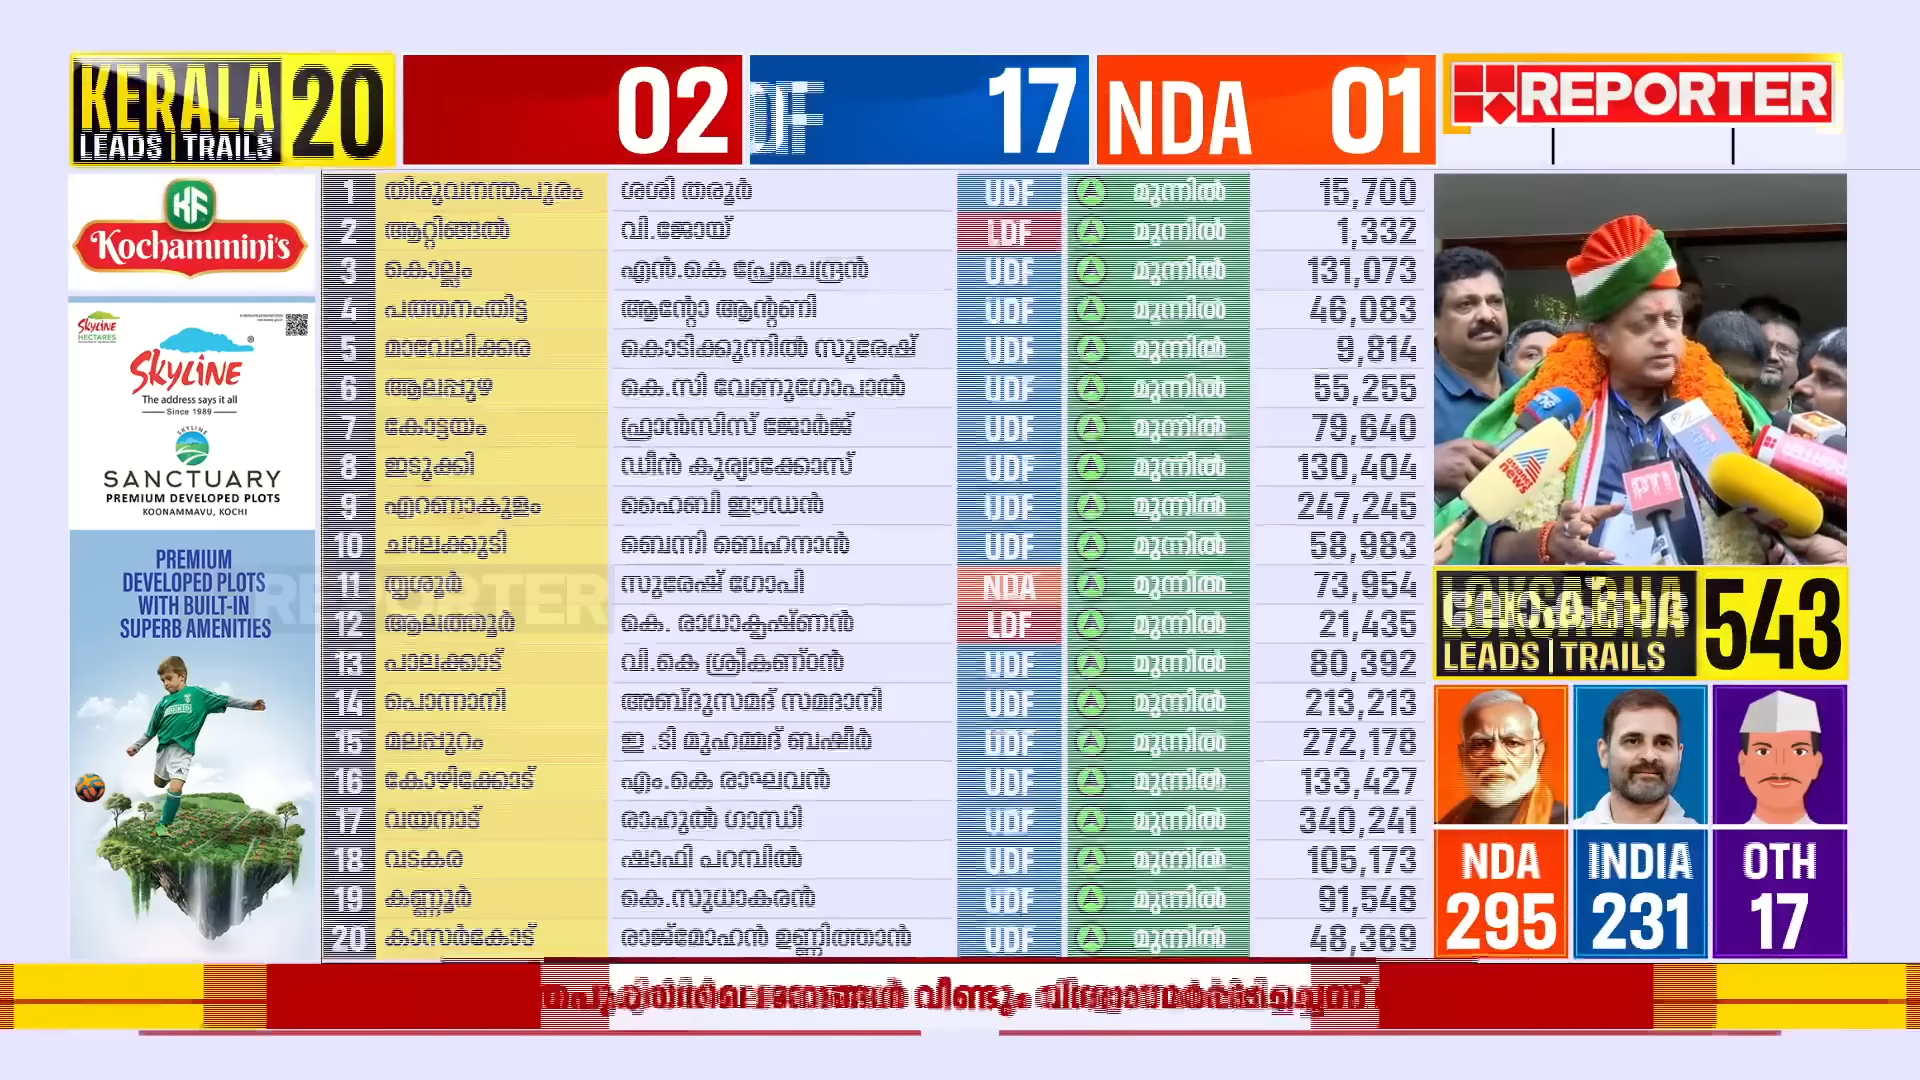 KERALA 20
LEADS | TRAILS
02
17
NDA 01
REPORTER
KF
Kochammini's
Skyline
HECTARES
Skyline
The address says it all
Since 1989
SKYLINE
SANCTUARY
PREMIUM DEVELOPED PLOTS
KOONAMMAVU, KOCHI
PREMIUM
DEVELOPED PLOTS
WITH BUILT-IN
SUPERB AMENITIES
1 തിരുവനന്തപുരം ശശി തരൂർ UDF മുന്നിൽ 15,700
2 ആറ്റിങ്ങൽ വി.ജോയ് LDF മുന്നിൽ 1,332
3 കൊല്ലം എൻ.കെ പ്രേമചന്ദ്രൻ UDF മുന്നിൽ 131,073
4 പത്തനംതിട്ട ആന്റോ ആന്റണി UDF മുന്നിൽ 46,083
5 മാവേലിക്കര കൊടിക്കുന്നിൽ സുരേഷ് UDF മുന്നിൽ 9,814
6 ആലപ്പുഴ കെ.സി വേണുഗോപാൽ UDF മുന്നിൽ 55,255
7 കോട്ടയം ഫ്രാൻസിസ് ജോർജ് UDF മുന്നിൽ 79,640
8 ഇടുക്കി ഡീൻ കുര്യാക്കോസ് UDF മുന്നിൽ 130,404
9 എറണാകുളം ഹൈബി ഈഡൻ UDF മുന്നിൽ 247,245
10 ചാലക്കുടി ബെന്നി ബെഹനാൻ UDF മുന്നിൽ 58,983
11 തൃശൂർ സുരേഷ് ഗോപി NDA മുന്നിൽ 73,954
12 ആലത്തൂർ കെ. രാധാകൃഷ്ണൻ LDF മുന്നിൽ 21,435
13 പാലക്കാട് വി.കെ ശ്രീകണ്ഠൻ UDF മുന്നിൽ 80,392
14 പൊന്നാനി അബ്ദുസമദ് സമദാനി UDF മുന്നിൽ 213,213
15 മലപ്പുറം ഇ .ടി മുഹമ്മദ് ബഷീർ UDF മുന്നിൽ 272,178
16 കോഴിക്കോട് എം.കെ രാഘവൻ UDF മുന്നിൽ 133,427
17 വയനാട് രാഹുൽ ഗാന്ധി UDF മുന്നിൽ 340,241
18 വടകര ഷാഫി പറമ്പിൽ UDF മുന്നിൽ 105,173
19 കണ്ണൂർ കെ.സുധാകരൻ UDF മുന്നിൽ 91,548
20 കാസർകോട് രാജ്മോഹൻ ഉണ്ണിത്താൻ UDF മുന്നിൽ 48,369
REPORTER
asianet news
PTI
543
LEADS | TRAILS
NDA INDIA OTH
295 231 17
വീണ്ടും